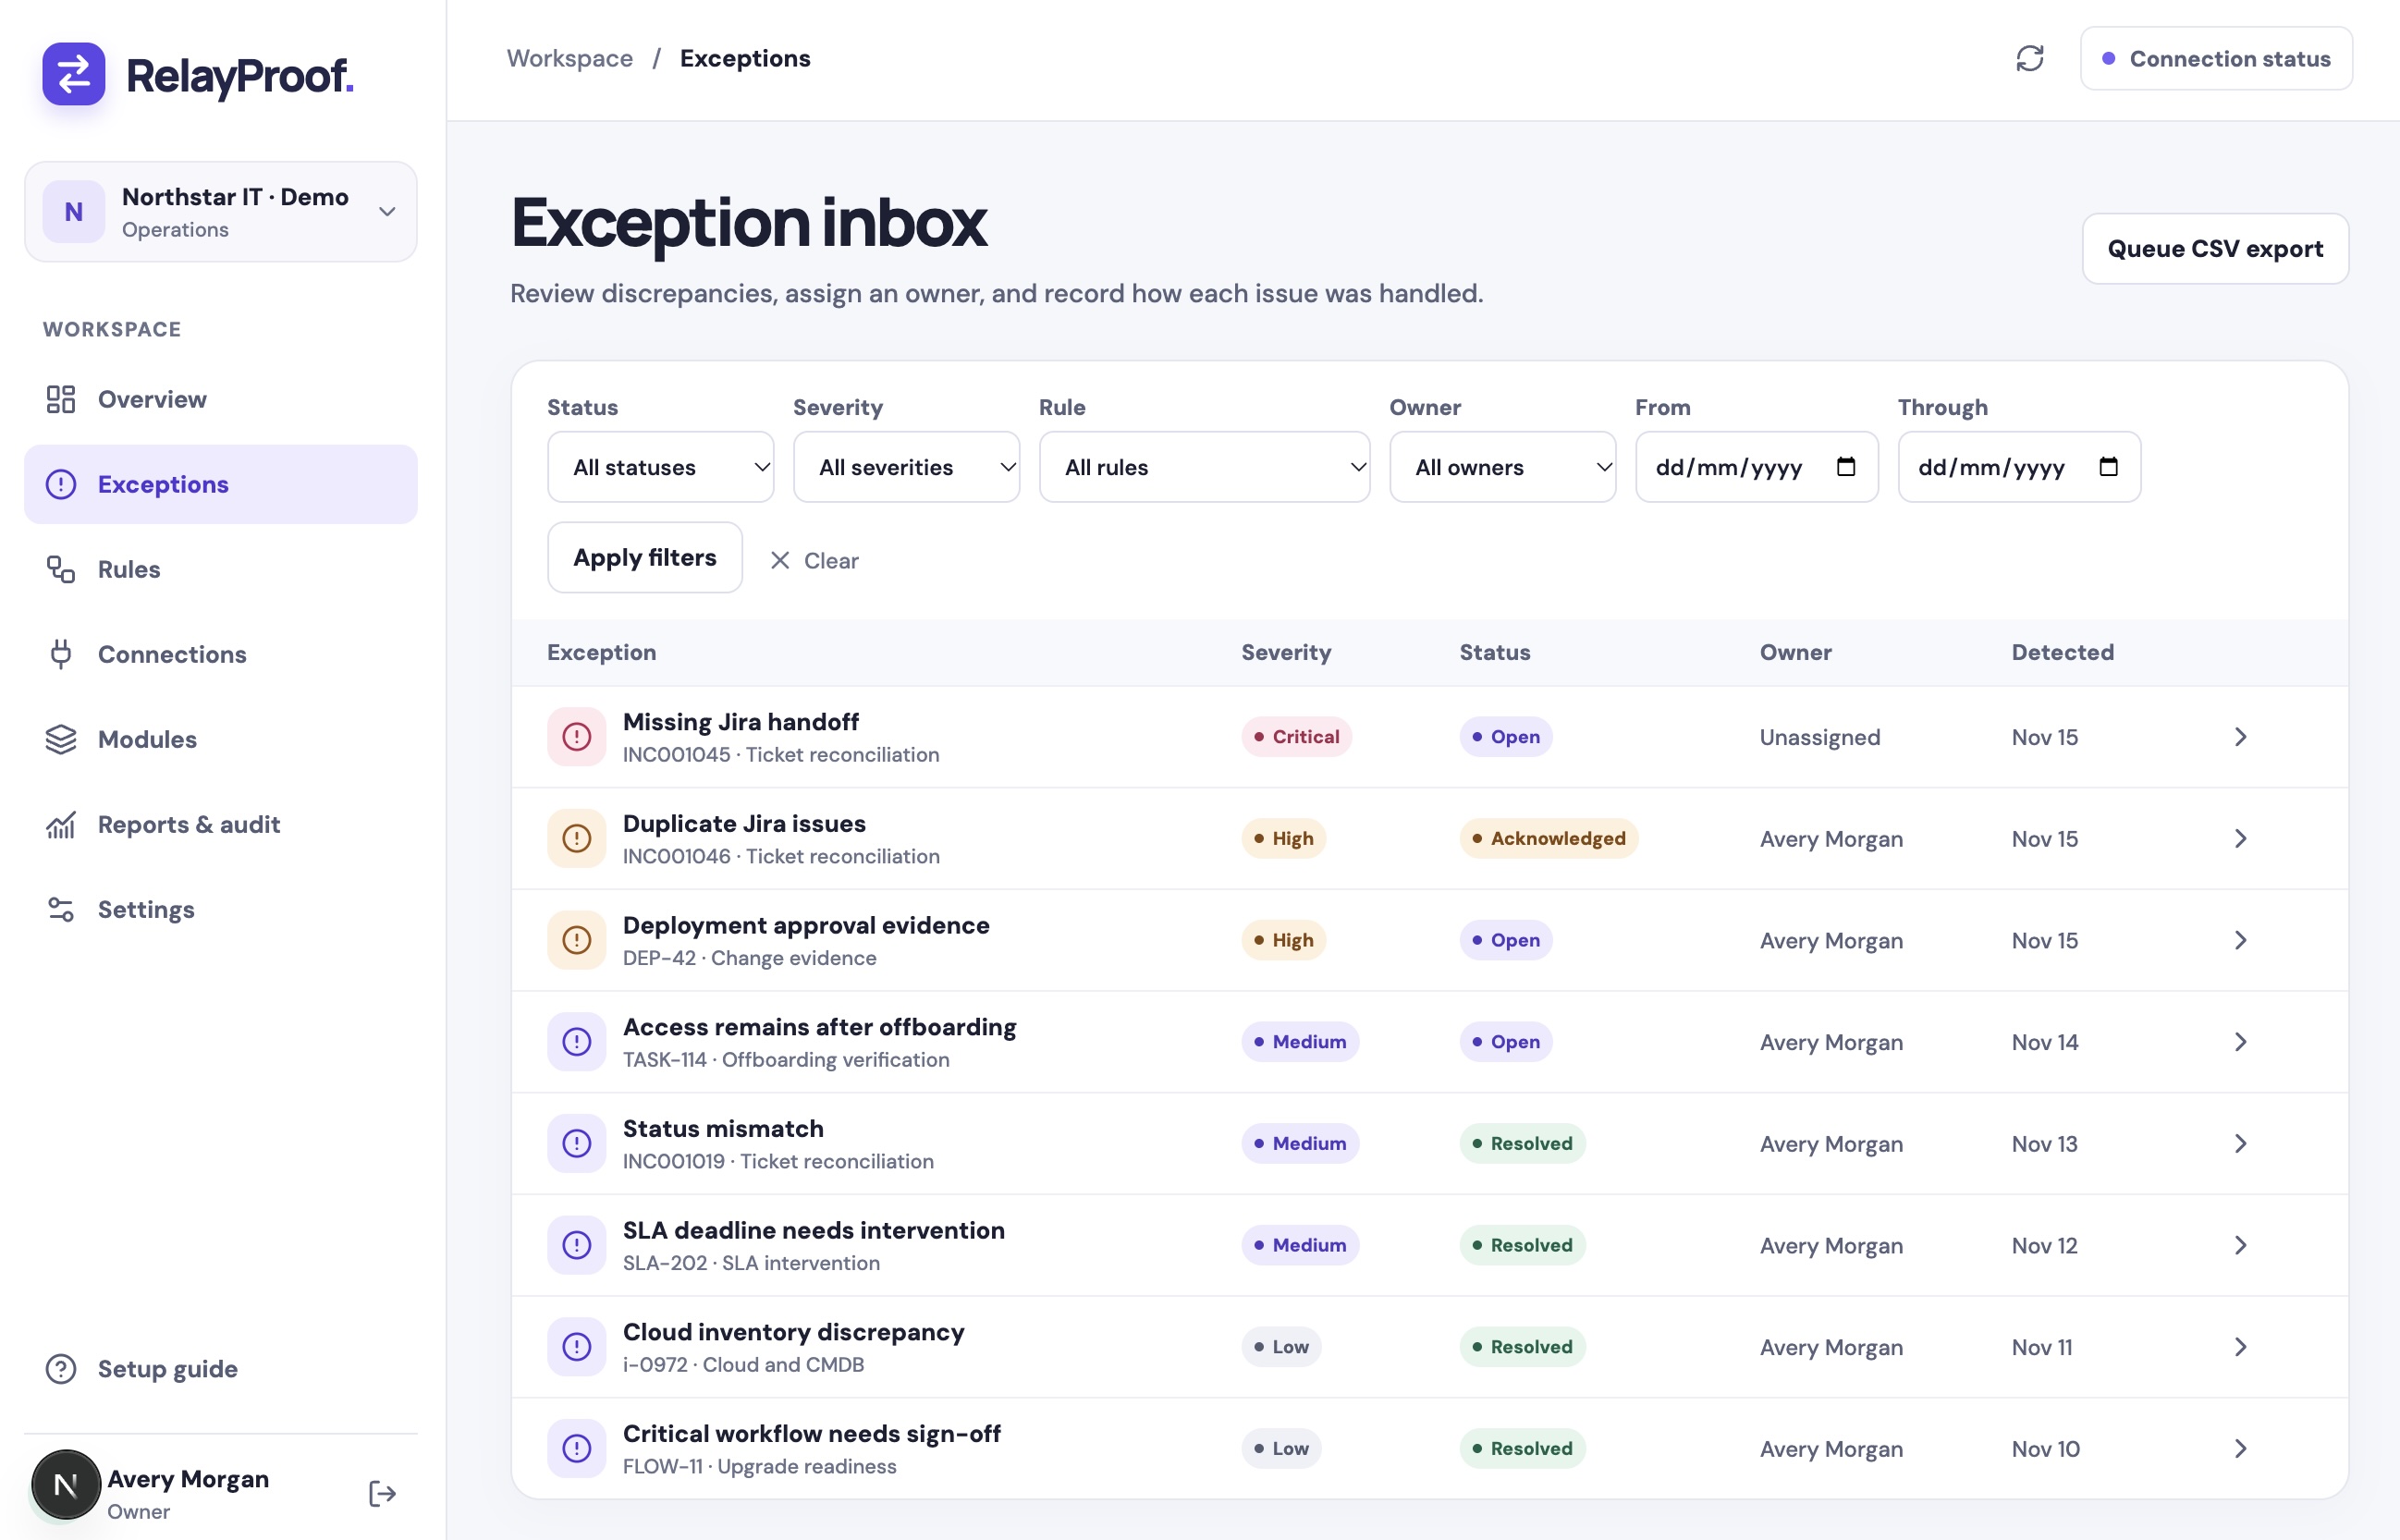 RelayProof.
Workspace / Exceptions
Connection status
N
Northstar IT · Demo
Operations
WORKSPACE
Overview
Exceptions
Rules
Connections
Modules
Reports & audit
Settings
Setup guide
N
Avery Morgan
Owner
Exception inbox
Review discrepancies, assign an owner, and record how each issue was handled.
Queue CSV export
Status Severity Rule Owner From Through
All statuses All severities All rules All owners dd/mm/yyyy dd/mm/yyyy
Apply filters Clear
Exception Severity Status Owner Detected
Missing Jira handoff
INC001045 · Ticket reconciliation
Critical Open Unassigned Nov 15
Duplicate Jira issues
INC001046 · Ticket reconciliation
High Acknowledged Avery Morgan Nov 15
Deployment approval evidence
DEP-42 · Change evidence
High Open Avery Morgan Nov 15
Access remains after offboarding
TASK-114 · Offboarding verification
Medium Open Avery Morgan Nov 14
Status mismatch
INC001019 · Ticket reconciliation
Medium Resolved Avery Morgan Nov 13
SLA deadline needs intervention
SLA-202 · SLA intervention
Medium Resolved Avery Morgan Nov 12
Cloud inventory discrepancy
i-0972 · Cloud and CMDB
Low Resolved Avery Morgan Nov 11
Critical workflow needs sign-off
FLOW-11 · Upgrade readiness
Low Resolved Avery Morgan Nov 10